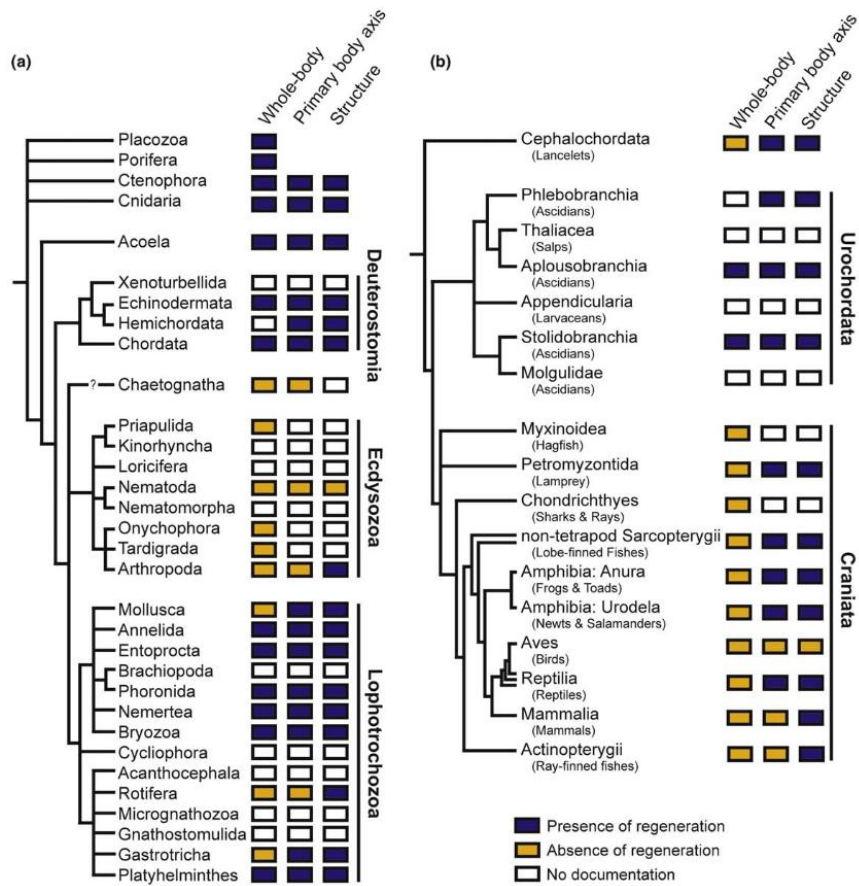 (a)
Whole-body
Primary body axis
Structure
Placozoa
Porifera
Ctenophora
Cnidaria
Acoela
Xenoturbellida
Echinodermata
Hemichordata
Chordata
Deuterostomia
?
Chaetognatha
Priapulida
Kinorhyncha
Loricifera
Nematoda
Nematomorpha
Onychophora
Tardigrada
Arthropoda
Ecdysozoa
Mollusca
Annelida
Entoprocta
Brachiopoda
Phoronida
Nemertea
Bryozoa
Cycliophora
Acanthocephala
Rotifera
Micrognathozoa
Gnathostomulida
Gastrotricha
Platyhelminthes
Lophotrochozoa
(b)
Whole-body
Primary body axis
Structure
Cephalochordata
(Lancelets)
Phlebobranchia
(Ascidians)
Thaliacea
(Salps)
Aplousobranchia
(Ascidians)
Appendicularia
(Larvaceans)
Stolidobranchia
(Ascidians)
Molgulidae
(Ascidians)
Urochordata
Myxinoidea
(Hagfish)
Petromyzontida
(Lamprey)
Chondrichthyes
(Sharks & Rays)
non-tetrapod Sarcopterygii
(Lobe-finned Fishes)
Amphibia: Anura
(Frogs & Toads)
Amphibia: Urodela
(Newts & Salamanders)
Aves
(Birds)
Reptilia
(Reptiles)
Mammalia
(Mammals)
Actinopterygii
(Ray-finned fishes)
Craniata
Presence of regeneration
Absence of regeneration
No documentation